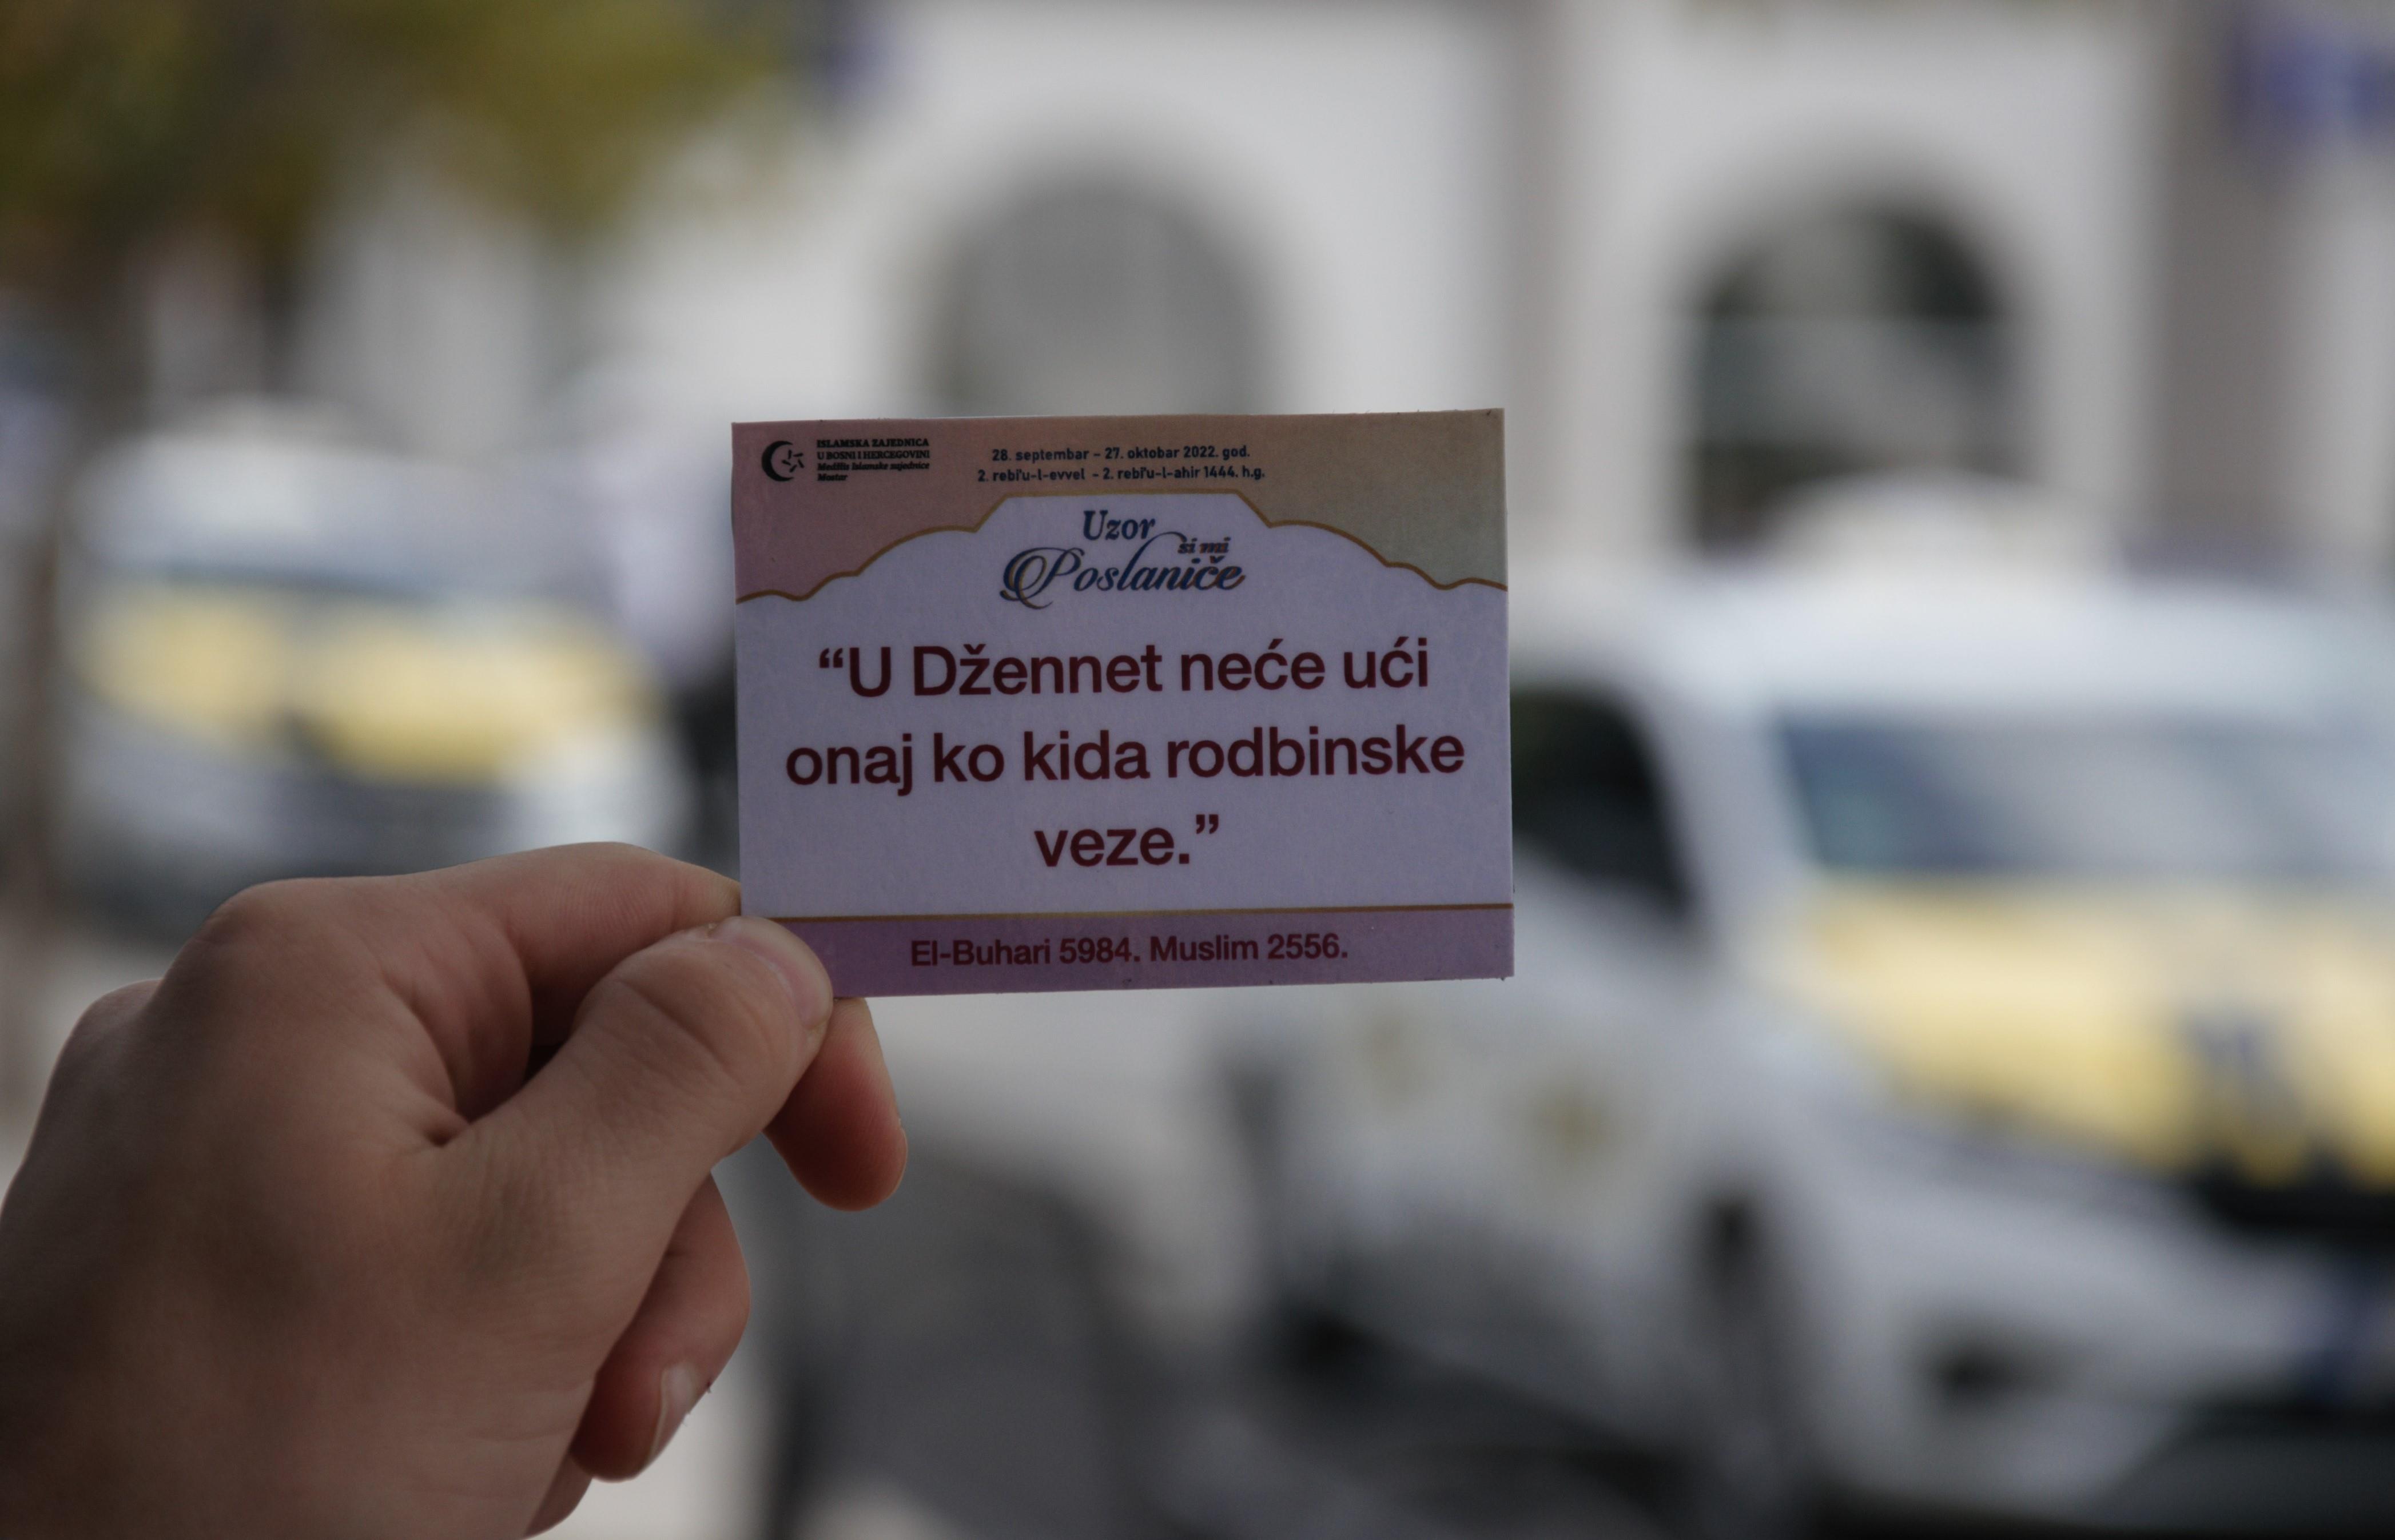 ISLAMSKA ZAJEDNICA
U BOSNI I HERCEGOVINI
Medžlis Islamske zajednice
Mostar
28. septembar – 27. oktobar 2022. god.
2. rebi'u-l-evvel - 2. rebi'u-l-ahir 1444. h.g.
Uzor
si mi
Poslaniče
“U Džennet neće ući
onaj ko kida rodbinske
veze.”
El-Buhari 5984. Muslim 2556.